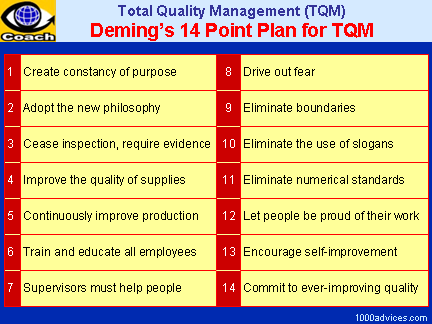 Coach
Total Quality Management (TQM)
Deming's 14 Point Plan for TQM
1 Create constancy of purpose
2 Adopt the new philosophy
3 Cease inspection, require evidence
4 Improve the quality of supplies
5 Continuously improve production
6 Train and educate all employees
7 Supervisors must help people
8 Drive out fear
9 Eliminate boundaries
10 Eliminate the use of slogans
11 Eliminate numerical standards
12 Let people be proud of their work
13 Encourage self-improvement
14 Commit to ever-improving quality
1000advices.com